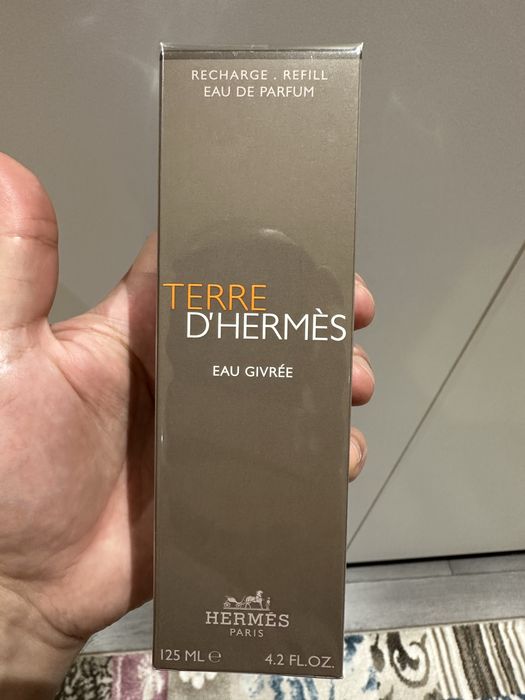 RECHARGE . REFILL
EAU DE PARFUM
TERRE
D'HERMÈS
EAU GIVRÉE
HERMÈS
PARIS
125 ML ℮ 4.2 FL.OZ.